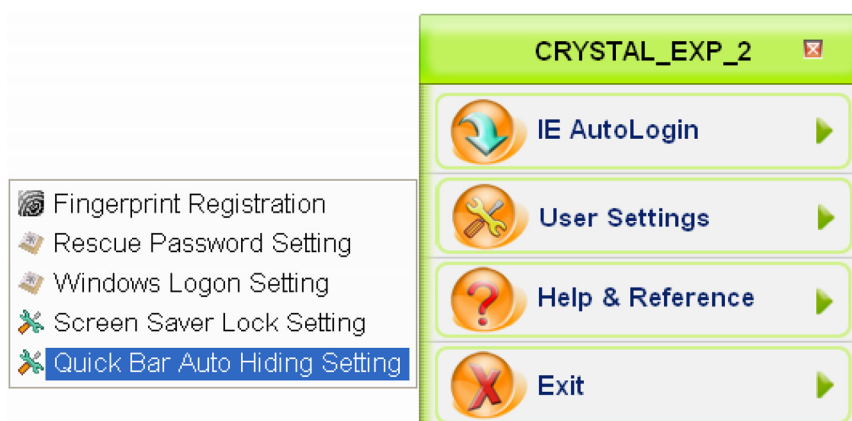 CRYSTAL_EXP_2
IE AutoLogin
User Settings
Help & Reference
Exit
Fingerprint Registration
Rescue Password Setting
Windows Logon Setting
Screen Saver Lock Setting
Quick Bar Auto Hiding Setting